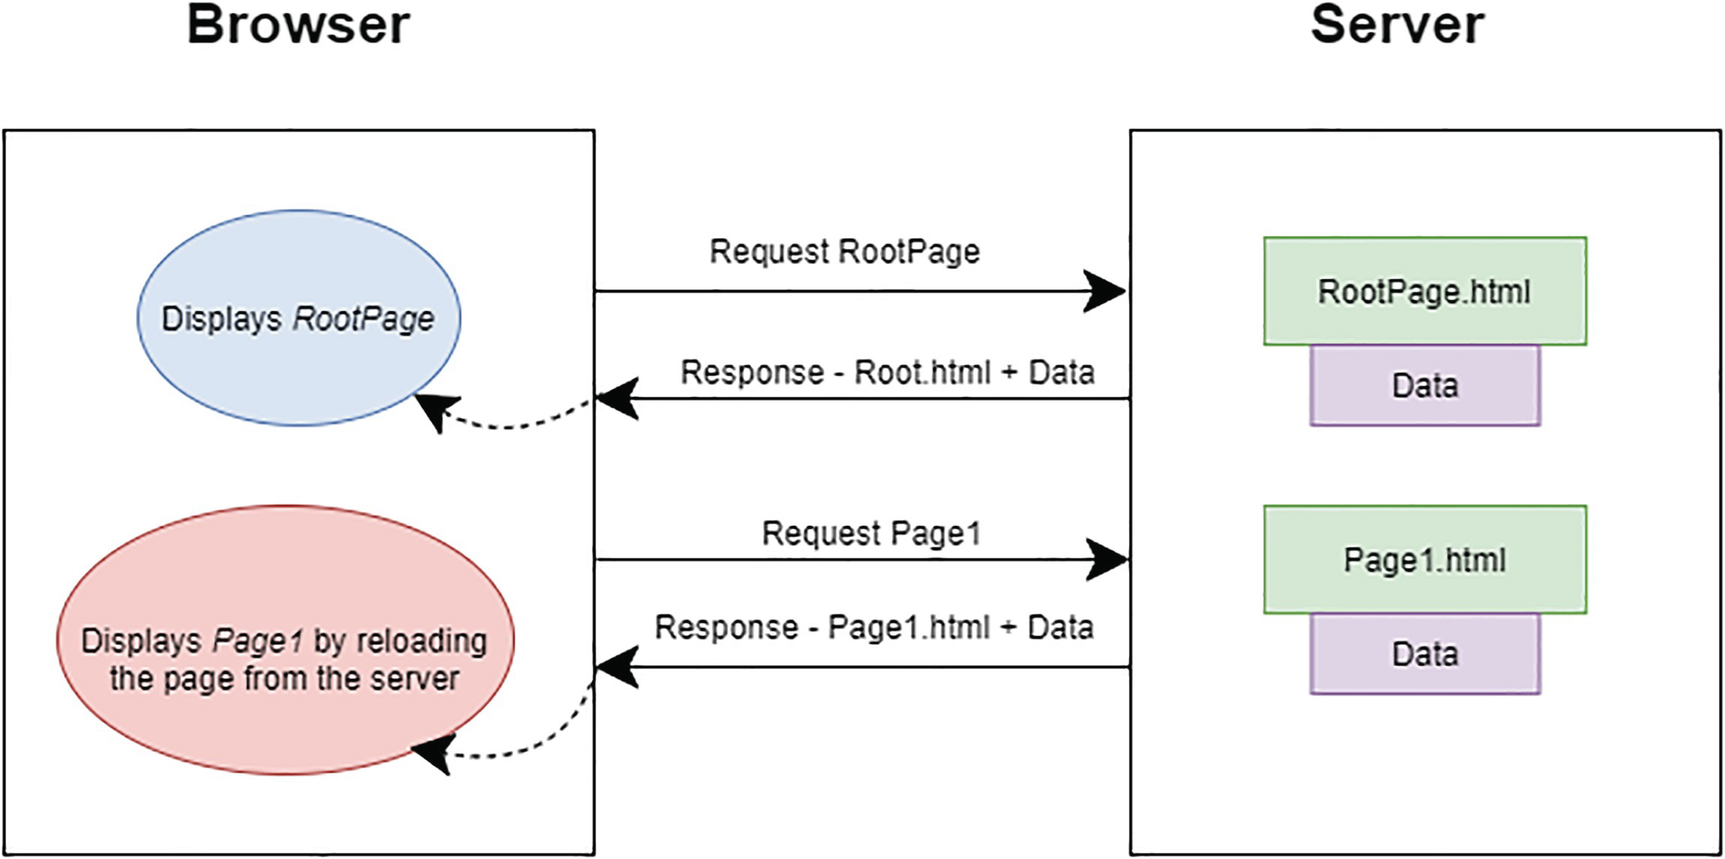 Browser
Server
Request RootPage
RootPage.html
Displays RootPage
Response - Root.html + Data
Data
Request Page1
Page1.html
Response - Page1.html + Data
Displays Page1 by reloading
the page from the server
Data